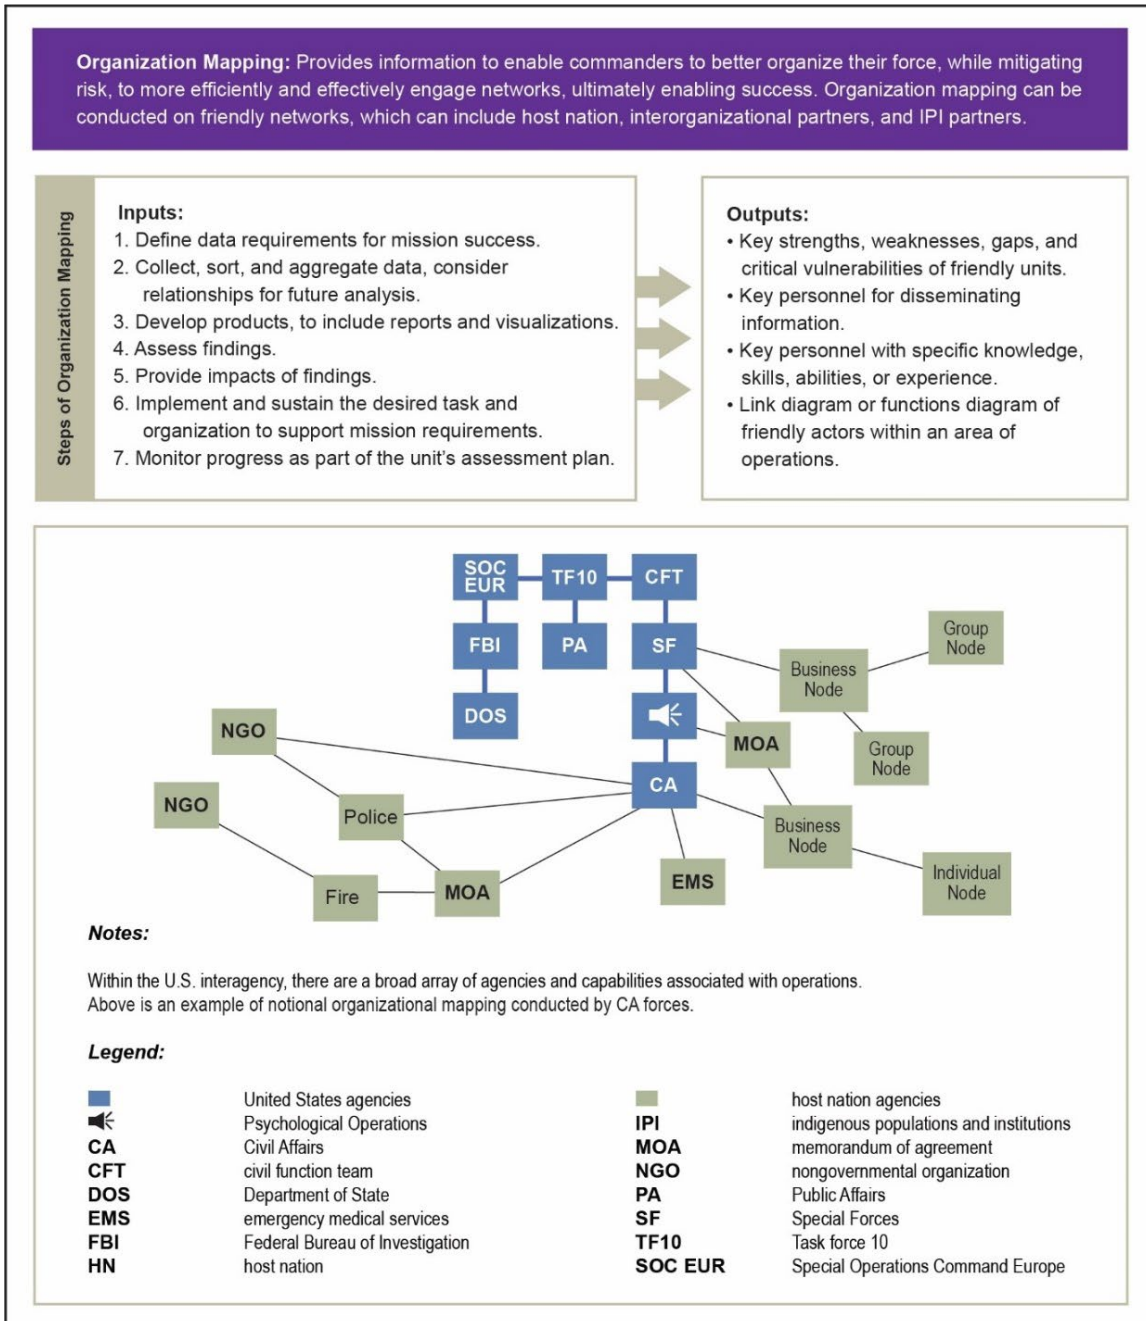 Organization Mapping: Provides information to enable commanders to better organize their force, while mitigating
risk, to more efficiently and effectively engage networks, ultimately enabling success. Organization mapping can be
conducted on friendly networks, which can include host nation, interorganizational partners, and IPI partners.
Steps of Organization Mapping
Inputs:
1. Define data requirements for mission success.
2. Collect, sort, and aggregate data, consider
relationships for future analysis.
3. Develop products, to include reports and visualizations.
4. Assess findings.
5. Provide impacts of findings.
6. Implement and sustain the desired task and
organization to support mission requirements.
7. Monitor progress as part of the unit's assessment plan.
Outputs:
• Key strengths, weaknesses, gaps, and
critical vulnerabilities of friendly units.
• Key personnel for disseminating
information.
• Key personnel with specific knowledge,
skills, abilities, or experience.
• Link diagram or functions diagram of
friendly actors within an area of
operations.
SOC
EUR
TF10
CFT
FBI
PA
SF
DOS
Business
Node
Group
Node
Group
Node
NGO
MOA
CA
NGO
Police
Business
Node
Fire
MOA
EMS
Individual
Node
Notes:
Within the U.S. interagency, there are a broad array of agencies and capabilities associated with operations.
Above is an example of notional organizational mapping conducted by CA forces.
Legend:
United States agencies
Psychological Operations
CA Civil Affairs
CFT civil function team
DOS Department of State
EMS emergency medical services
FBI Federal Bureau of Investigation
HN host nation
host nation agencies
IPI indigenous populations and institutions
MOA memorandum of agreement
NGO nongovernmental organization
PA Public Affairs
SF Special Forces
TF10 Task force 10
SOC EUR Special Operations Command Europe